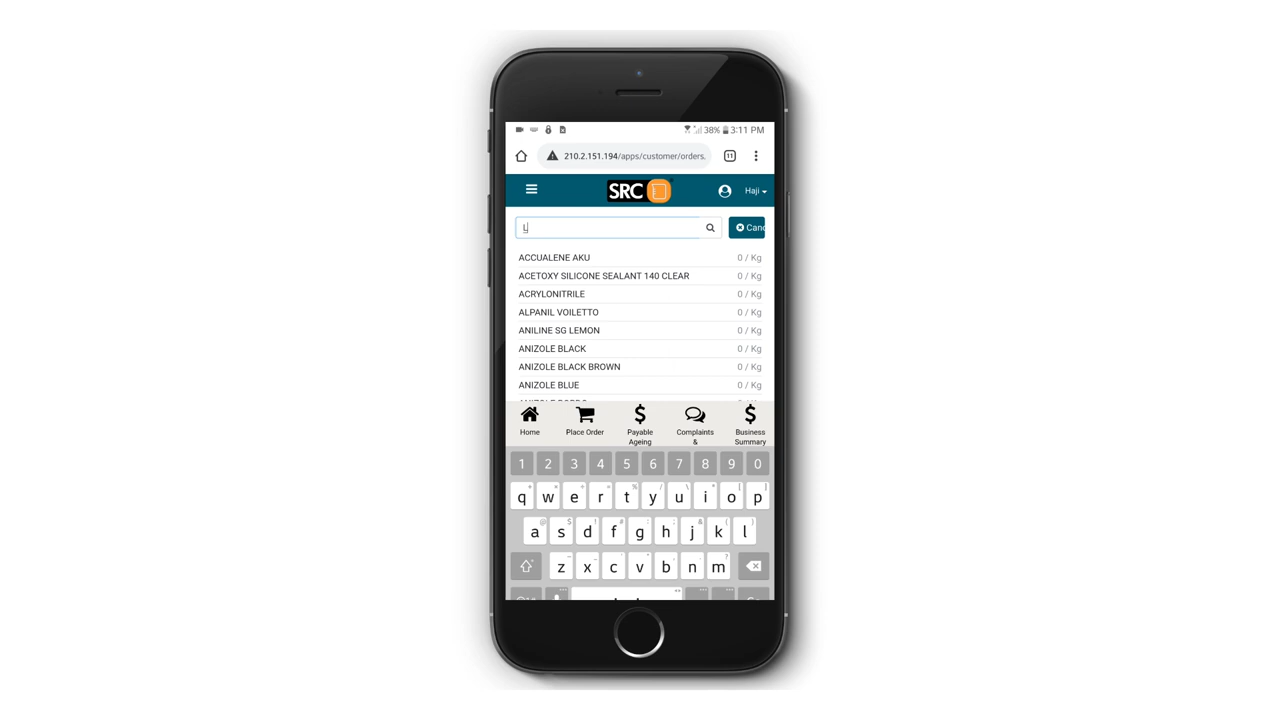 38% 3:11 PM
210.2.151.194/apps/customer/orders. 11
SRC Haji
L Canc
ACCUALENE AKU 0 / Kg
ACETOXY SILICONE SEALANT 140 CLEAR 0 / Kg
ACRYLONITRILE 0 / Kg
ALPANIL VOILETTO 0 / Kg
ANILINE SG LEMON 0 / Kg
ANIZOLE BLACK 0 / Kg
ANIZOLE BLACK BROWN 0 / Kg
ANIZOLE BLUE 0 / Kg
Home Place Order Payable Ageing Complaints & Business Summary
1 2 3 4 5 6 7 8 9 0
q w e r t y u i o p
a s d f g h j k l
z x c v b n m